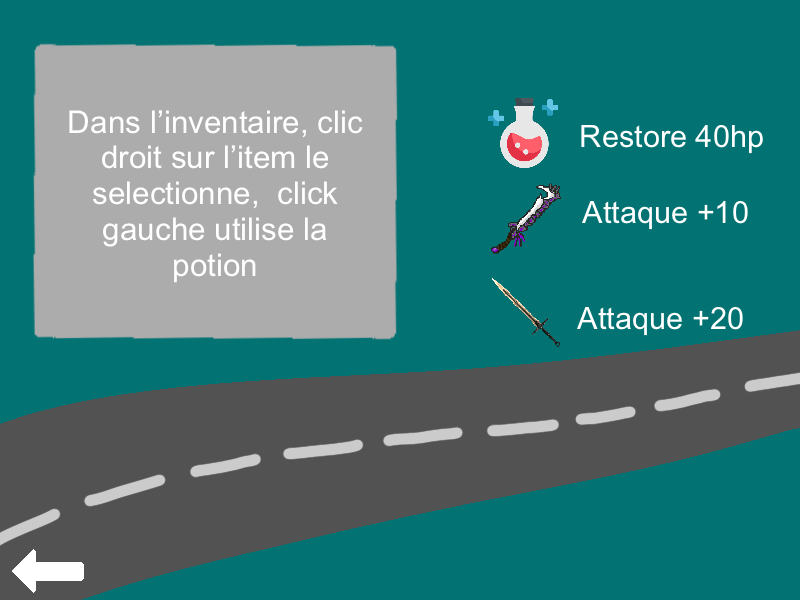 Dans l’inventaire, clic
droit sur l’item le
selectionne,  click
gauche utilise la
potion
Restore 40hp
Attaque +10
Attaque +20